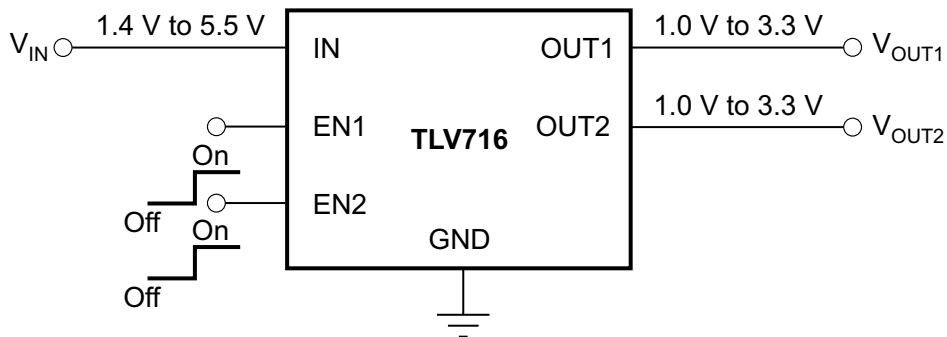 V_IN 1.4 V to 5.5 V IN OUT1 1.0 V to 3.3 V V_OUT1
EN1 TLV716 OUT2 1.0 V to 3.3 V V_OUT2
On
Off EN2
On
Off
GND